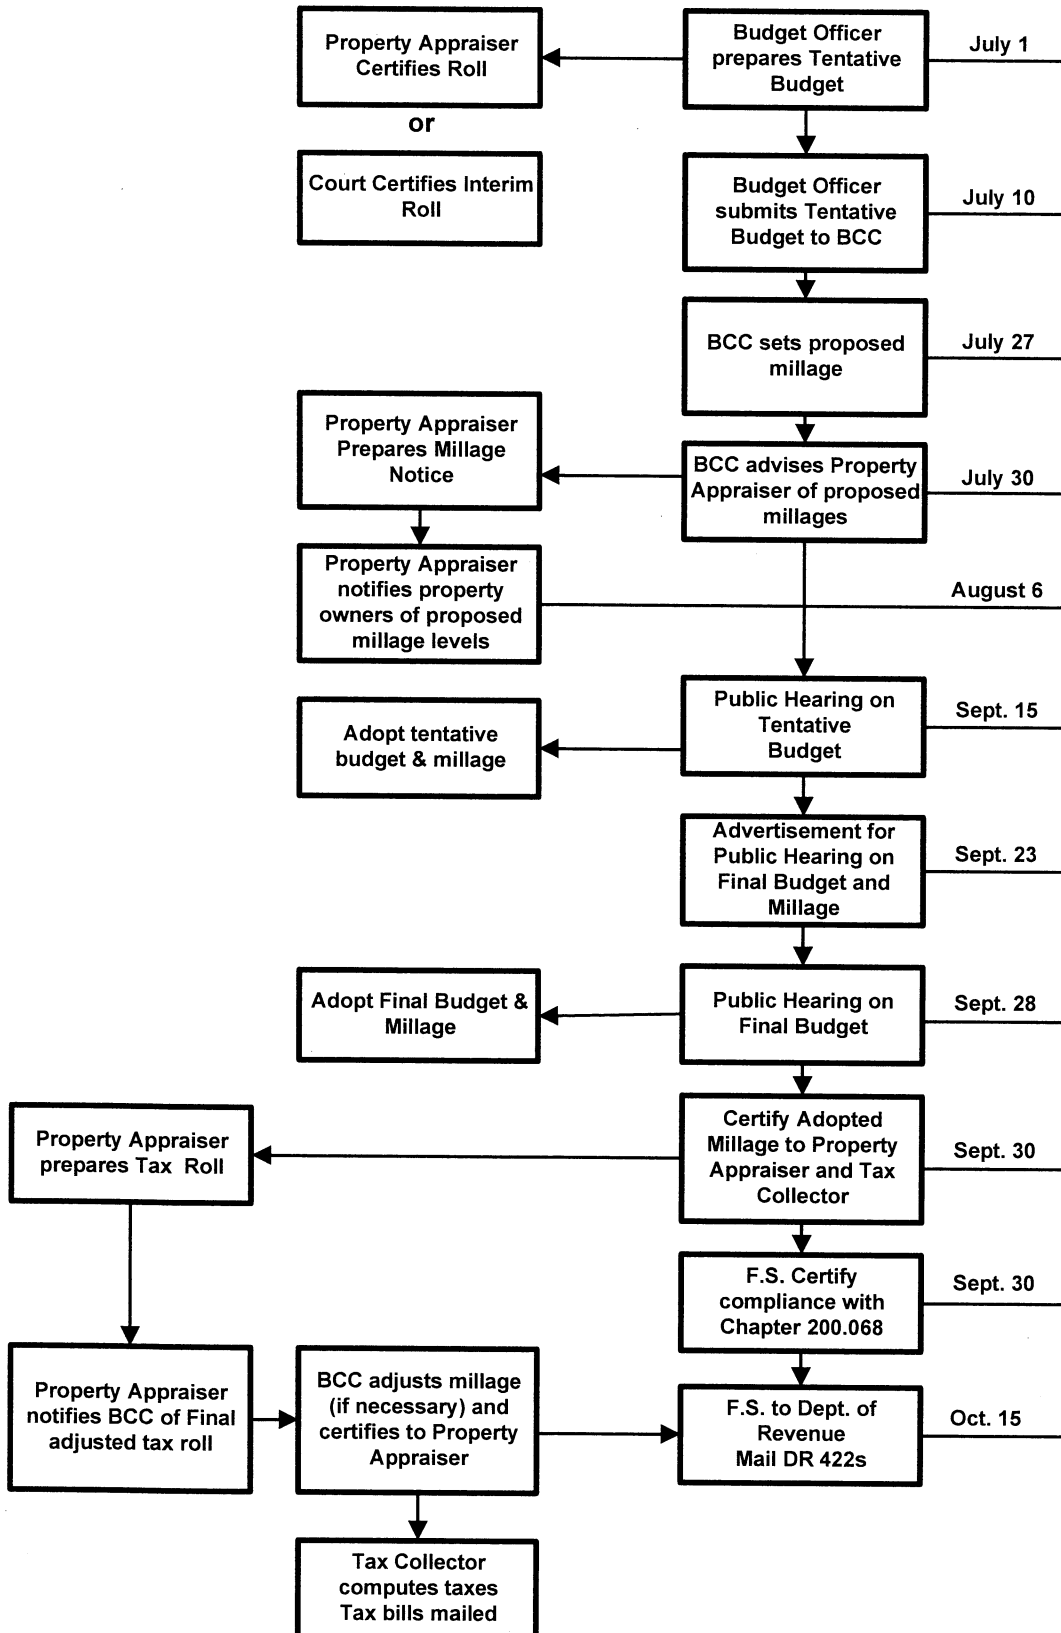 Property Appraiser
Certifies Roll
Budget Officer
prepares Tentative
Budget
July 1
or
Court Certifies Interim
Roll
Budget Officer
submits Tentative
Budget to BCC
July 10
BCC sets proposed
millage
July 27
Property Appraiser
Prepares Millage
Notice
BCC advises Property
Appraiser of proposed
millages
July 30
Property Appraiser
notifies property
owners of proposed
millage levels
August 6
Adopt tentative
budget & millage
Public Hearing on
Tentative
Budget
Sept. 15
Advertisement for
Public Hearing on
Final Budget and
Millage
Sept. 23
Adopt Final Budget &
Millage
Public Hearing on
Final Budget
Sept. 28
Property Appraiser
prepares Tax Roll
Certify Adopted
Millage to Property
Appraiser and Tax
Collector
Sept. 30
F.S. Certify
compliance with
Chapter 200.068
Sept. 30
Property Appraiser
notifies BCC of Final
adjusted tax roll
BCC adjusts millage
(if necessary) and
certifies to Property
Appraiser
F.S. to Dept. of
Revenue
Mail DR 422s
Oct. 15
Tax Collector
computes taxes
Tax bills mailed